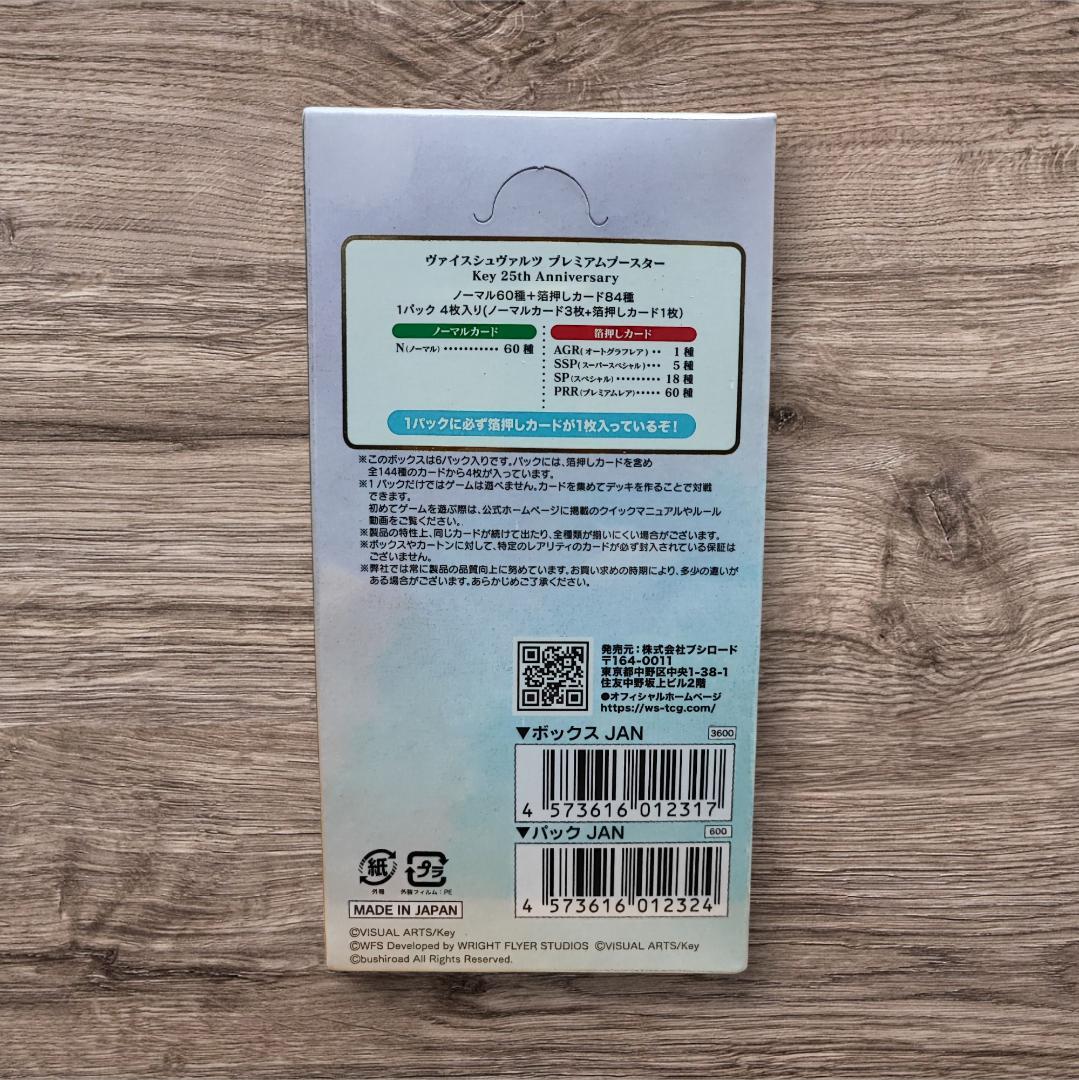 ヴァイスシュヴァルツ プレミアムブースター
Key 25th Anniversary
ノーマル60種+箔押しカード84種
1パック 4枚入り(ノーマルカード3枚+箔押しカード1枚)
ノーマルカード
N(ノーマル) ･･･････････ 60 種
箔押しカード
AGR(オートグラフレア) ･･ 1 種
SSP(スーパースペシャル)･･･ 5 種
SP(スペシャル) ･････････ 18 種
PRR(プレミアムレア)･････ 60 種
1パックに必ず箔押しカードが1枚入っているぞ!
※このボックスは6パック入りです。パックには、箔押しカードを含め
全144種のカードから4枚が入っています。
※1パックだけではゲームは遊べません。カードを集めてデッキを作ることで対戦
できます。
初めてゲームを遊ぶ際は、公式ホームページに掲載のクイックマニュアルやルール
動画をご覧ください。
※製品の特性上、同じカードが続けて出たり、全種類が揃いにくい場合がございます。
※ボックスやカートンに対して、特定のレアリティのカードが必ず封入されている保証は
ございません。
※弊社では常に製品の品質向上に努めています。お買い求めの時期により、多少の違いが
ある場合がございます。あらかじめご了承ください。
発売元:株式会社ブシロード
〒164-0011
東京都中野区中央1-38-1
住友中野坂上ビル2階
●オフィシャルホームページ
https://ws-tcg.com/
▼ボックス JAN 3600
4 573616 012317
▼パック JAN 600
4 573616 012324
紙 プラ
外箱 外装フィルム:PE
MADE IN JAPAN
©VISUAL ARTS/Key
©WFS Developed by WRIGHT FLYER STUDIOS ©VISUAL ARTS/Key
©bushiroad All Rights Reserved.